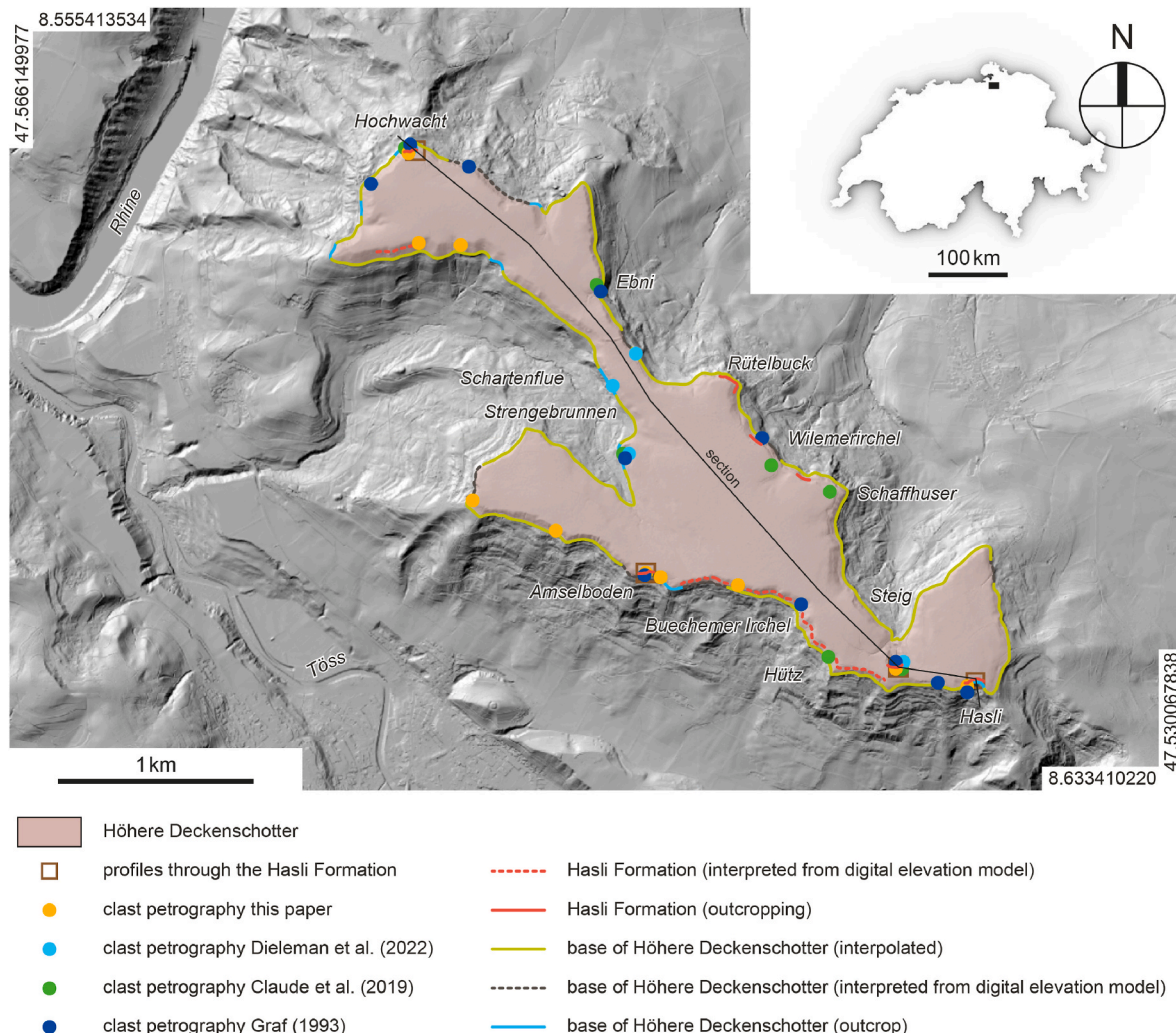 8.555413534
47.566149977
N
Hochwacht
Rhine
100 km
Ebni
Rütelbuck
Schartenflue
Strengebrunnen
Wilemerirchel
section
Schaffhuser
Amselboden
Steig
Buechemer Irchel
Töss
Hütz
Hasli
47.530067838
1 km
8.633410220
Höhere Deckenschotter
profiles through the Hasli Formation
clast petrography this paper
clast petrography Dieleman et al. (2022)
clast petrography Claude et al. (2019)
clast petrography Graf (1993)
Hasli Formation (interpreted from digital elevation model)
Hasli Formation (outcropping)
base of Höhere Deckenschotter (interpolated)
base of Höhere Deckenschotter (interpreted from digital elevation model)
base of Höhere Deckenschotter (outcrop)